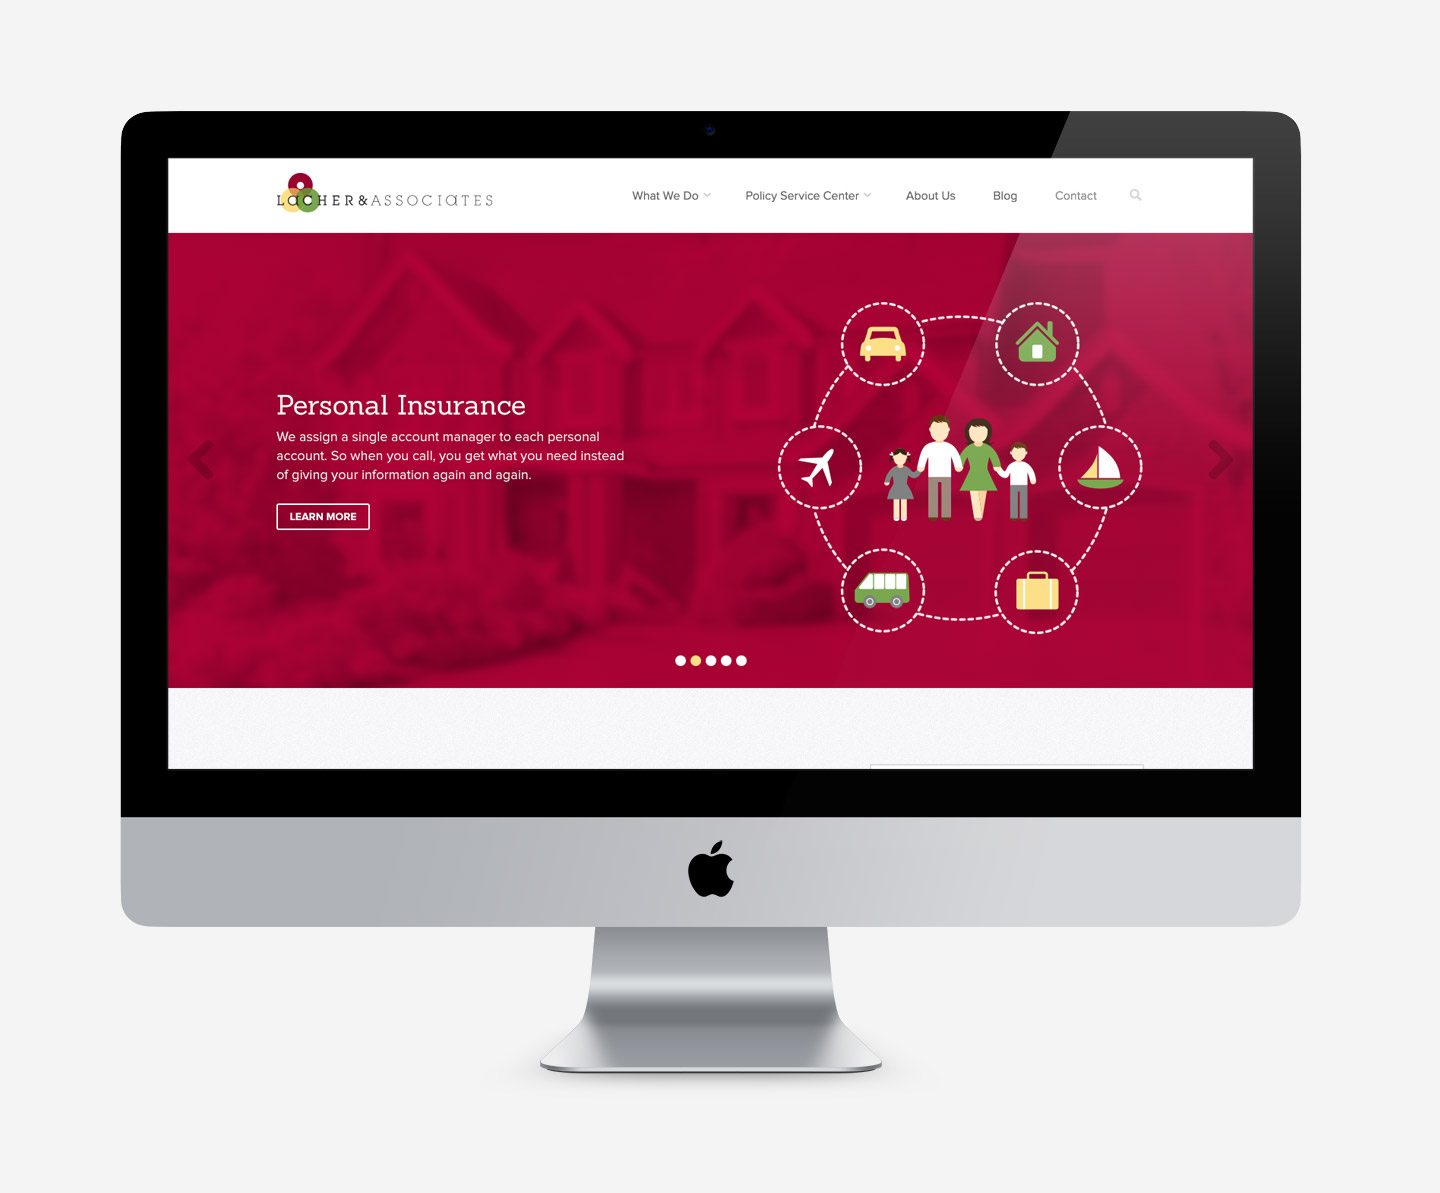 LACHER&ASSOCIATES
What We Do
Policy Service Center
About Us
Blog
Contact
Personal Insurance
We assign a single account manager to each personal
account. So when you call, you get what you need instead
of giving your information again and again.
LEARN MORE